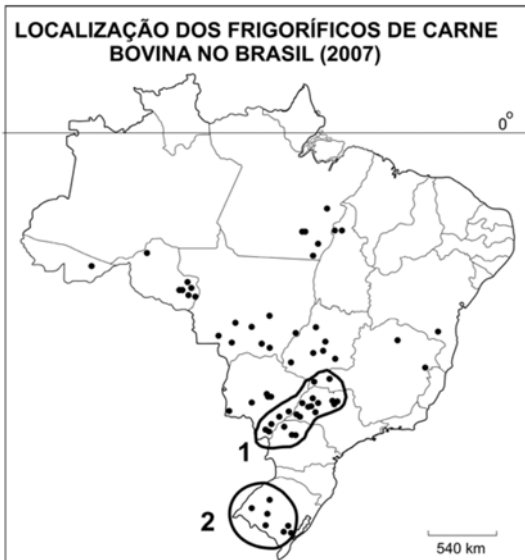 LOCALIZAÇÃO DOS FRIGORÍFICOS DE CARNE
BOVINA NO BRASIL (2007)
0°
1
2
540 km